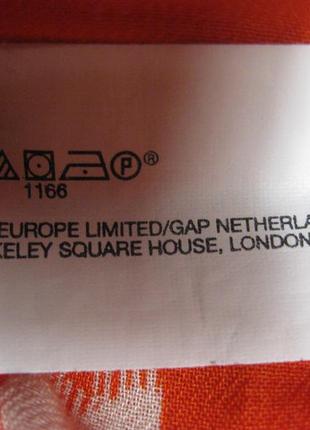 P®
1166
EUROPE LIMITED/GAP NETHERLA
KELEY SQUARE HOUSE, LONDON